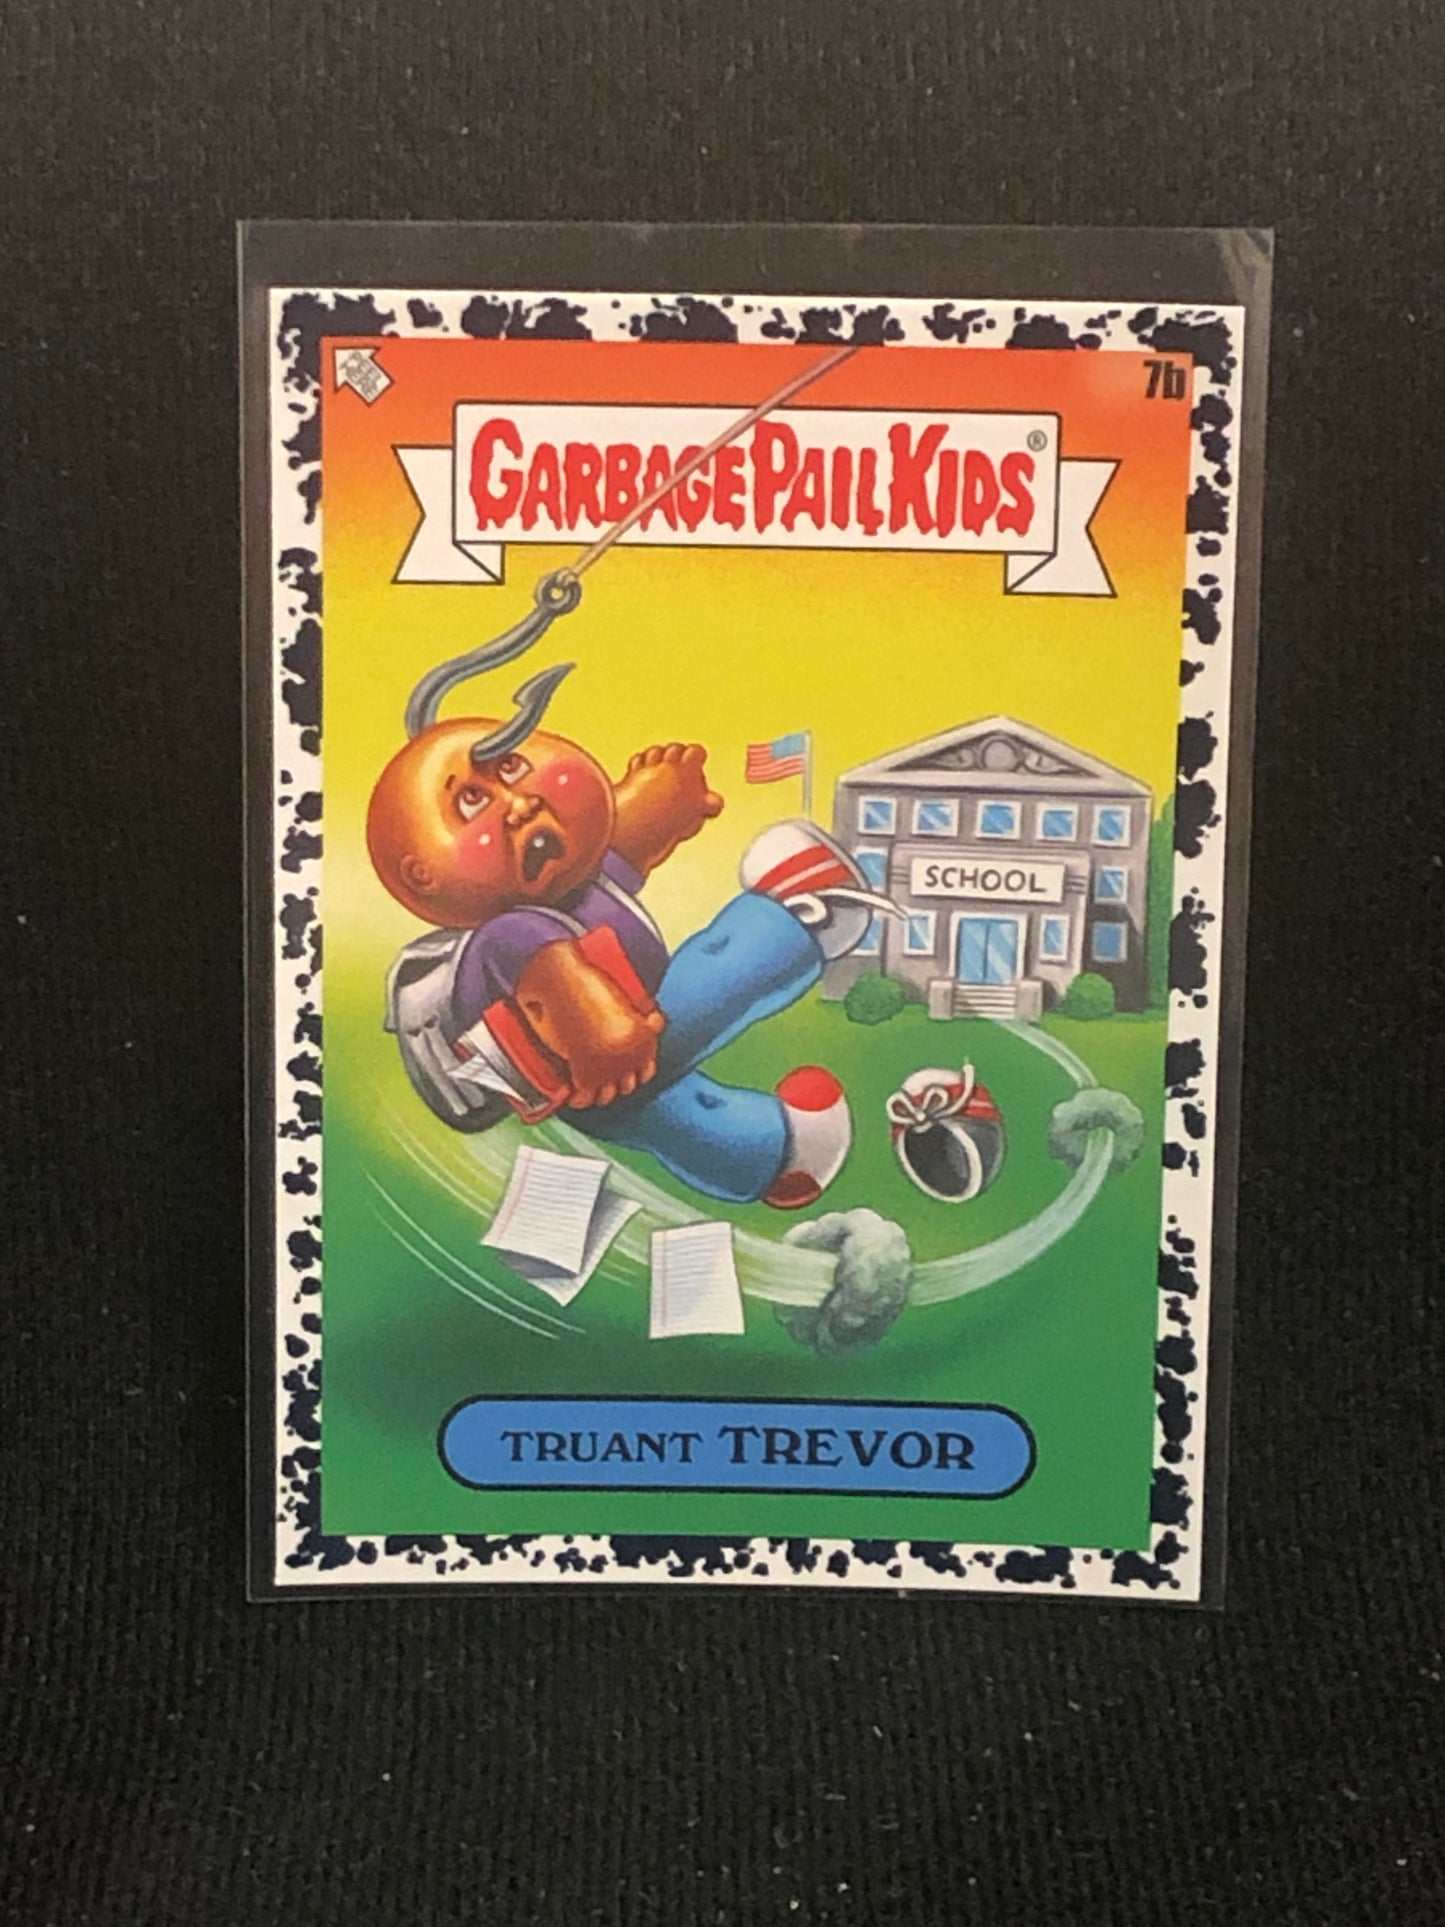 7b
GARBAGE PAIL KIDS®
SCHOOL
TRUANT TREVOR